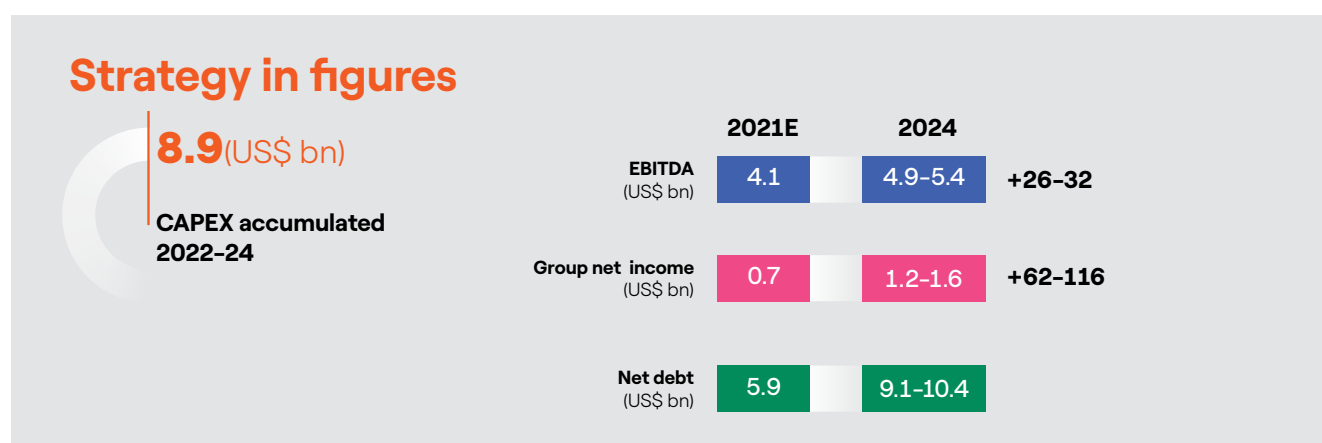 Strategy in figures
8.9(US$ bn)
CAPEX accumulated
2022-24
2021E 2024
EBITDA
(US$ bn)
4.1 4.9-5.4 +26-32
Group net income
(US$ bn)
0.7 1.2-1.6 +62-116
Net debt
(US$ bn)
5.9 9.1-10.4